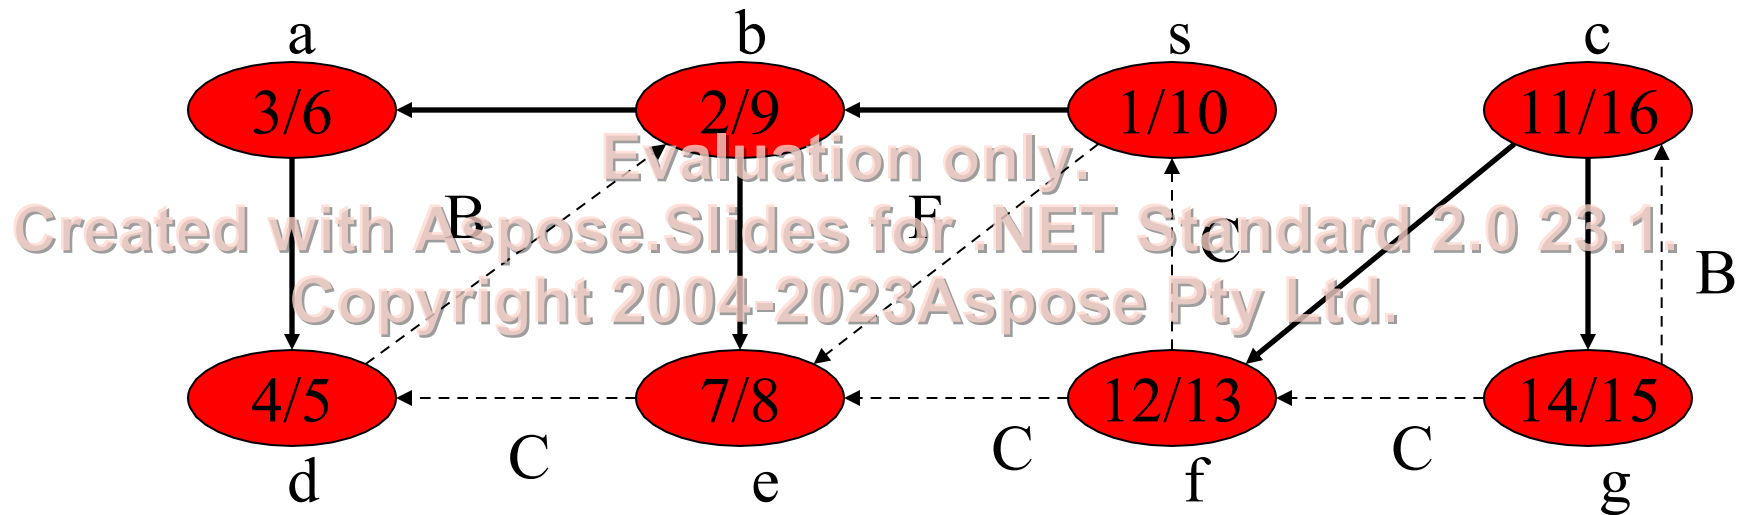 a b s c
3/6 2/9 1/10 11/16
Evaluation only.
B F
Created with Aspose.Slides for .NET Standard 2.0 23.1.
C
B
Copyright 2004-2023Aspose Pty Ltd.
4/5 7/8 12/13 14/15
C C C
d e f g